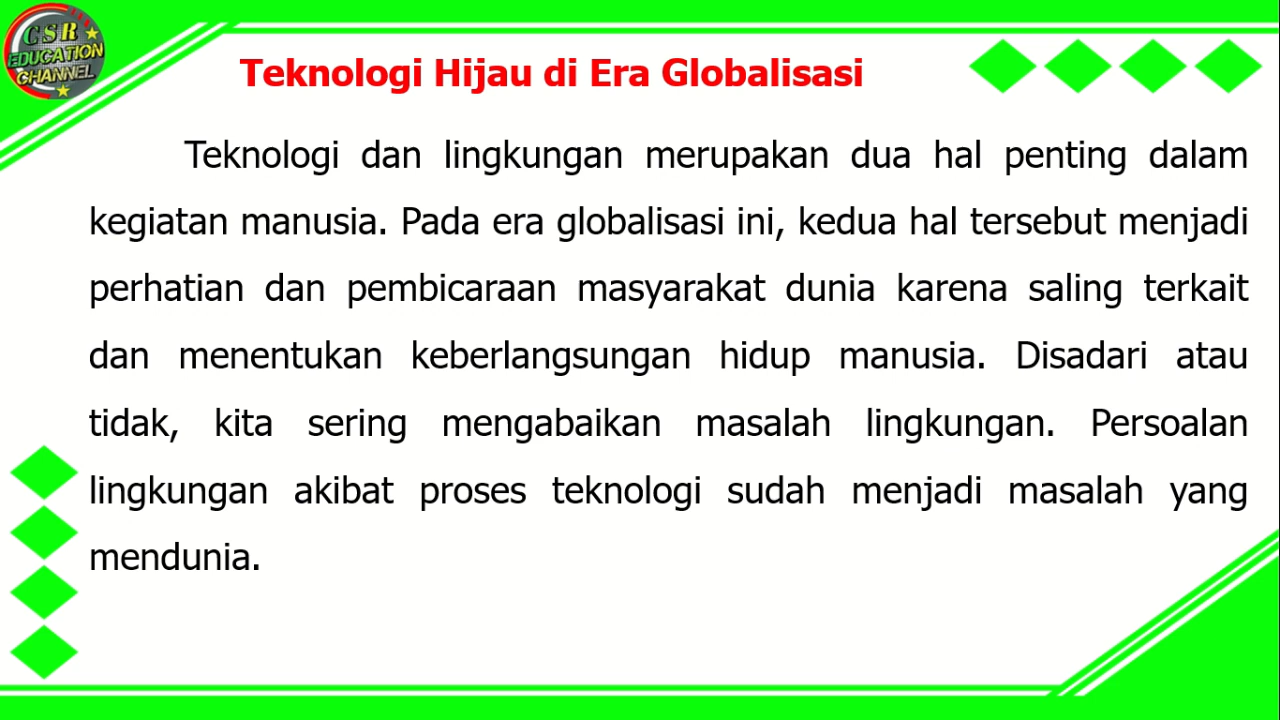 CSR
EDUCATION
CHANNEL
Teknologi Hijau di Era Globalisasi
Teknologi dan lingkungan merupakan dua hal penting dalam
kegiatan manusia. Pada era globalisasi ini, kedua hal tersebut menjadi
perhatian dan pembicaraan masyarakat dunia karena saling terkait
dan menentukan keberlangsungan hidup manusia. Disadari atau
tidak, kita sering mengabaikan masalah lingkungan. Persoalan
lingkungan akibat proses teknologi sudah menjadi masalah yang
mendunia.